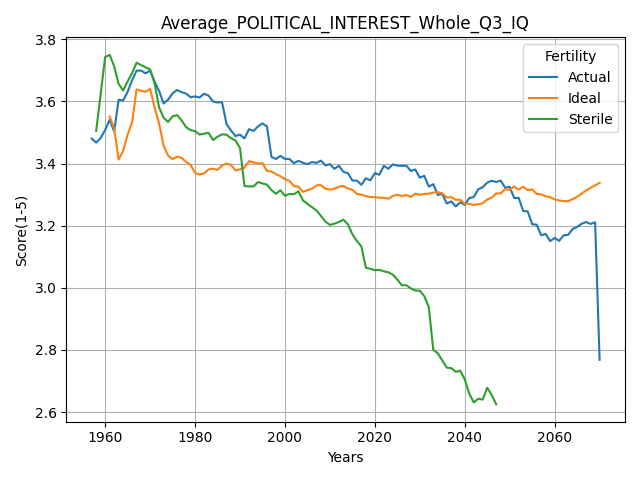 Average_POLITICAL_INTEREST_Whole_Q3_IQ
Fertility
Actual
Ideal
Sterile
Score(1-5)
3.8
3.6
3.4
3.2
3.0
2.8
2.6
1960 1980 2000 2020 2040 2060
Years